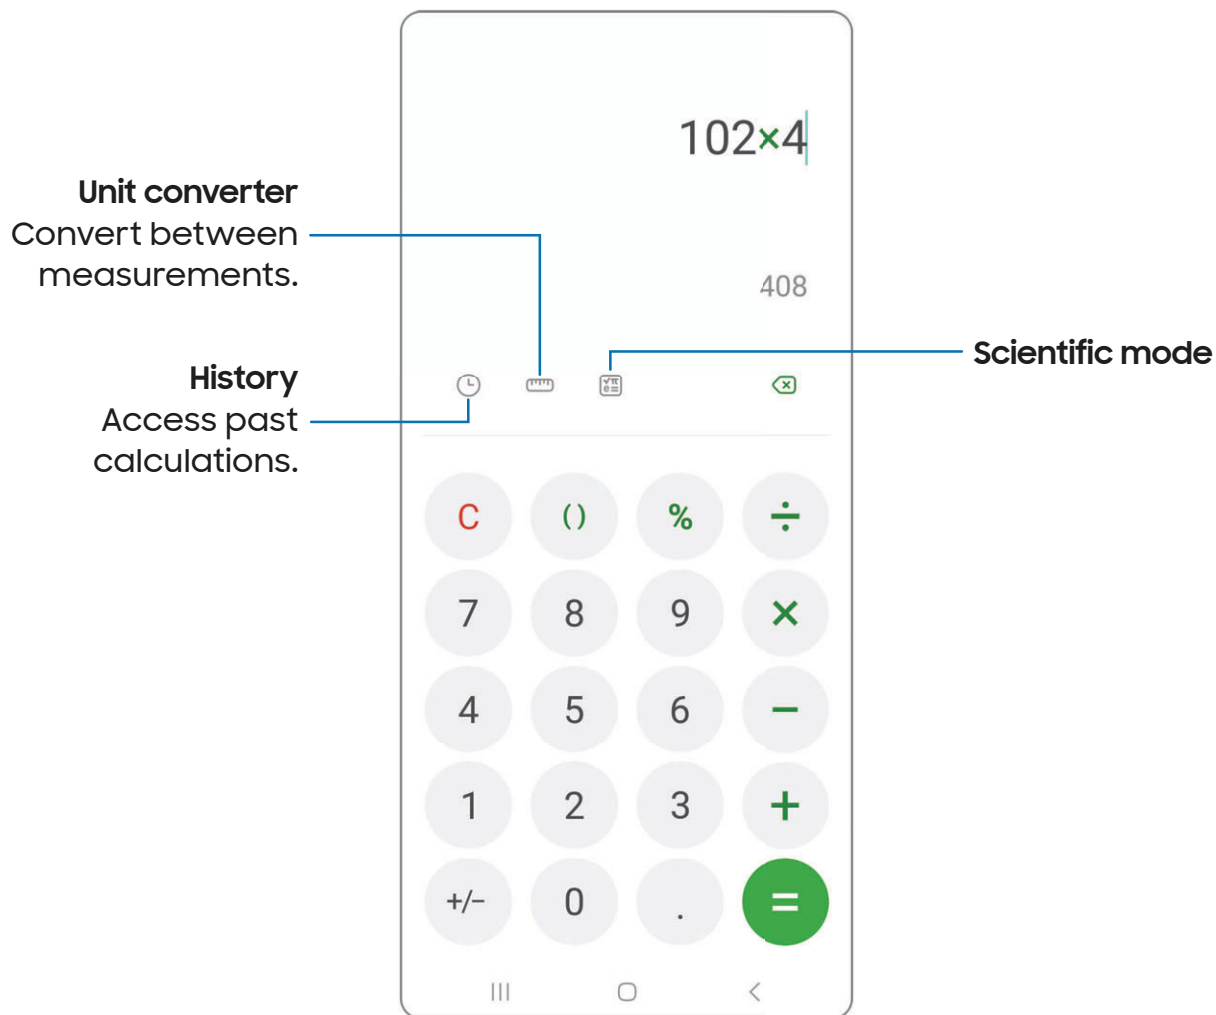 102×4
Unit converter
Convert between
measurements.
408
Scientific mode
History
Access past
calculations.
C () % ÷
7 8 9 ×
4 5 6 −
1 2 3 +
+/− 0 . =